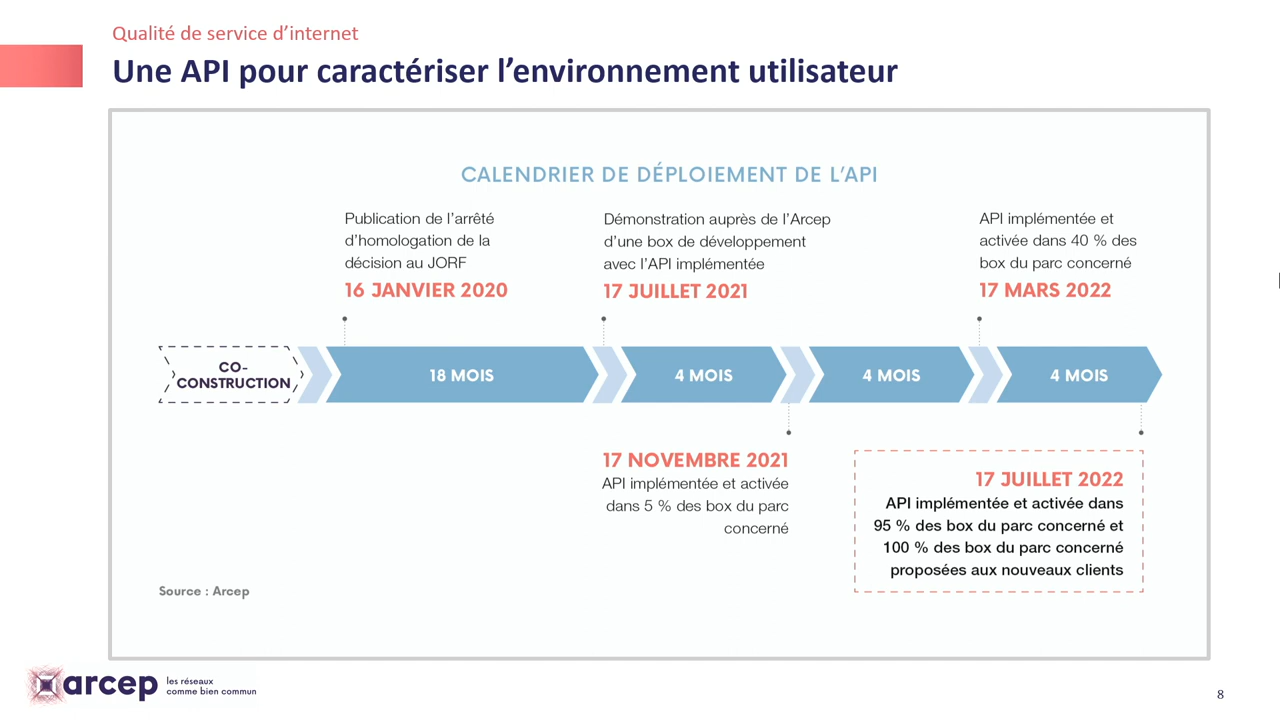 Qualité de service d’internet
Une API pour caractériser l’environnement utilisateur
CALENDRIER DE DÉPLOIEMENT DE L’API
Publication de l’arrêté
d’homologation de la
décision au JORF
16 JANVIER 2020
Démonstration auprès de l’Arcep
d’une box de développement
avec l’API implémentée
17 JUILLET 2021
API implémentée et
activée dans 40 % des
box du parc concerné
17 MARS 2022
CO-
CONSTRUCTION
18 MOIS
4 MOIS
4 MOIS
4 MOIS
17 NOVEMBRE 2021
API implémentée et activée
dans 5 % des box du parc
concerné
17 JUILLET 2022
API implémentée et activée dans
95 % des box du parc concerné et
100 % des box du parc concerné
proposées aux nouveaux clients
Source : Arcep
arcep
les réseaux
comme bien commun
8